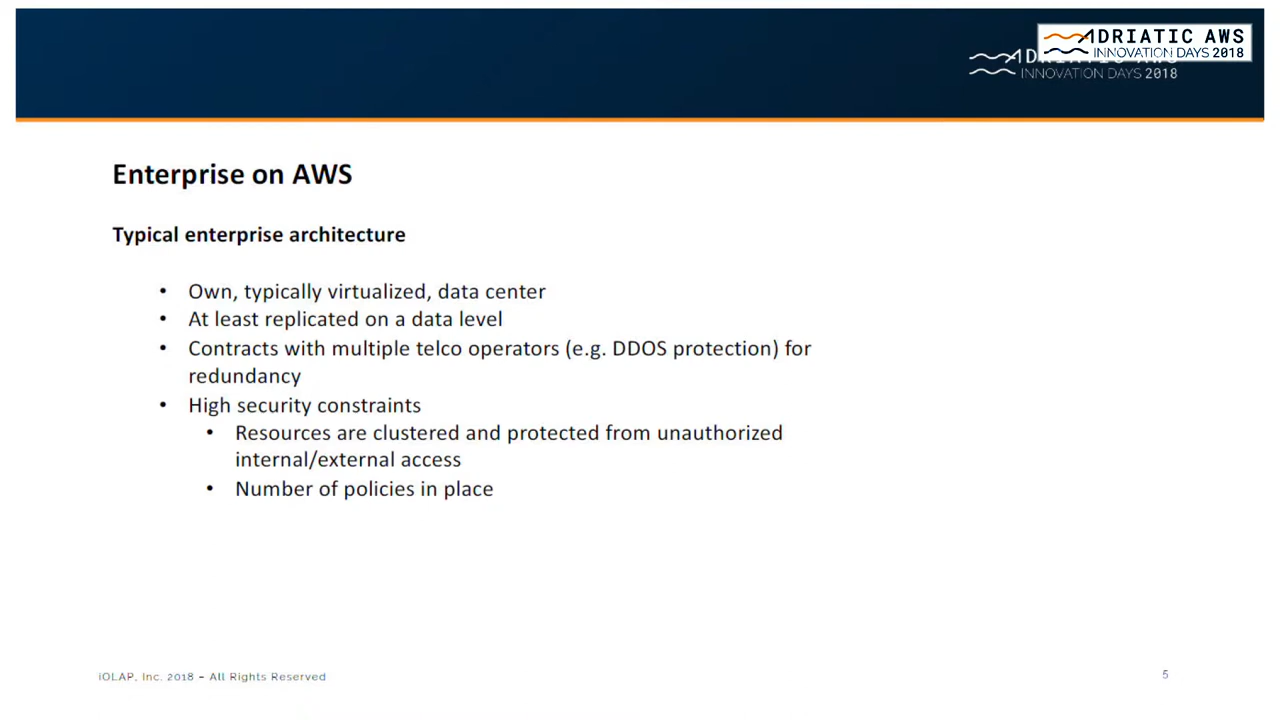 ADRIATIC AWS
INNOVATION DAYS 2018
INNOVATION DAYS 2018
Enterprise on AWS
Typical enterprise architecture
• Own, typically virtualized, data center
• At least replicated on a data level
• Contracts with multiple telco operators (e.g. DDOS protection) for
redundancy
• High security constraints
• Resources are clustered and protected from unauthorized
internal/external access
• Number of policies in place
iOLAP, Inc. 2018 – All Rights Reserved
5